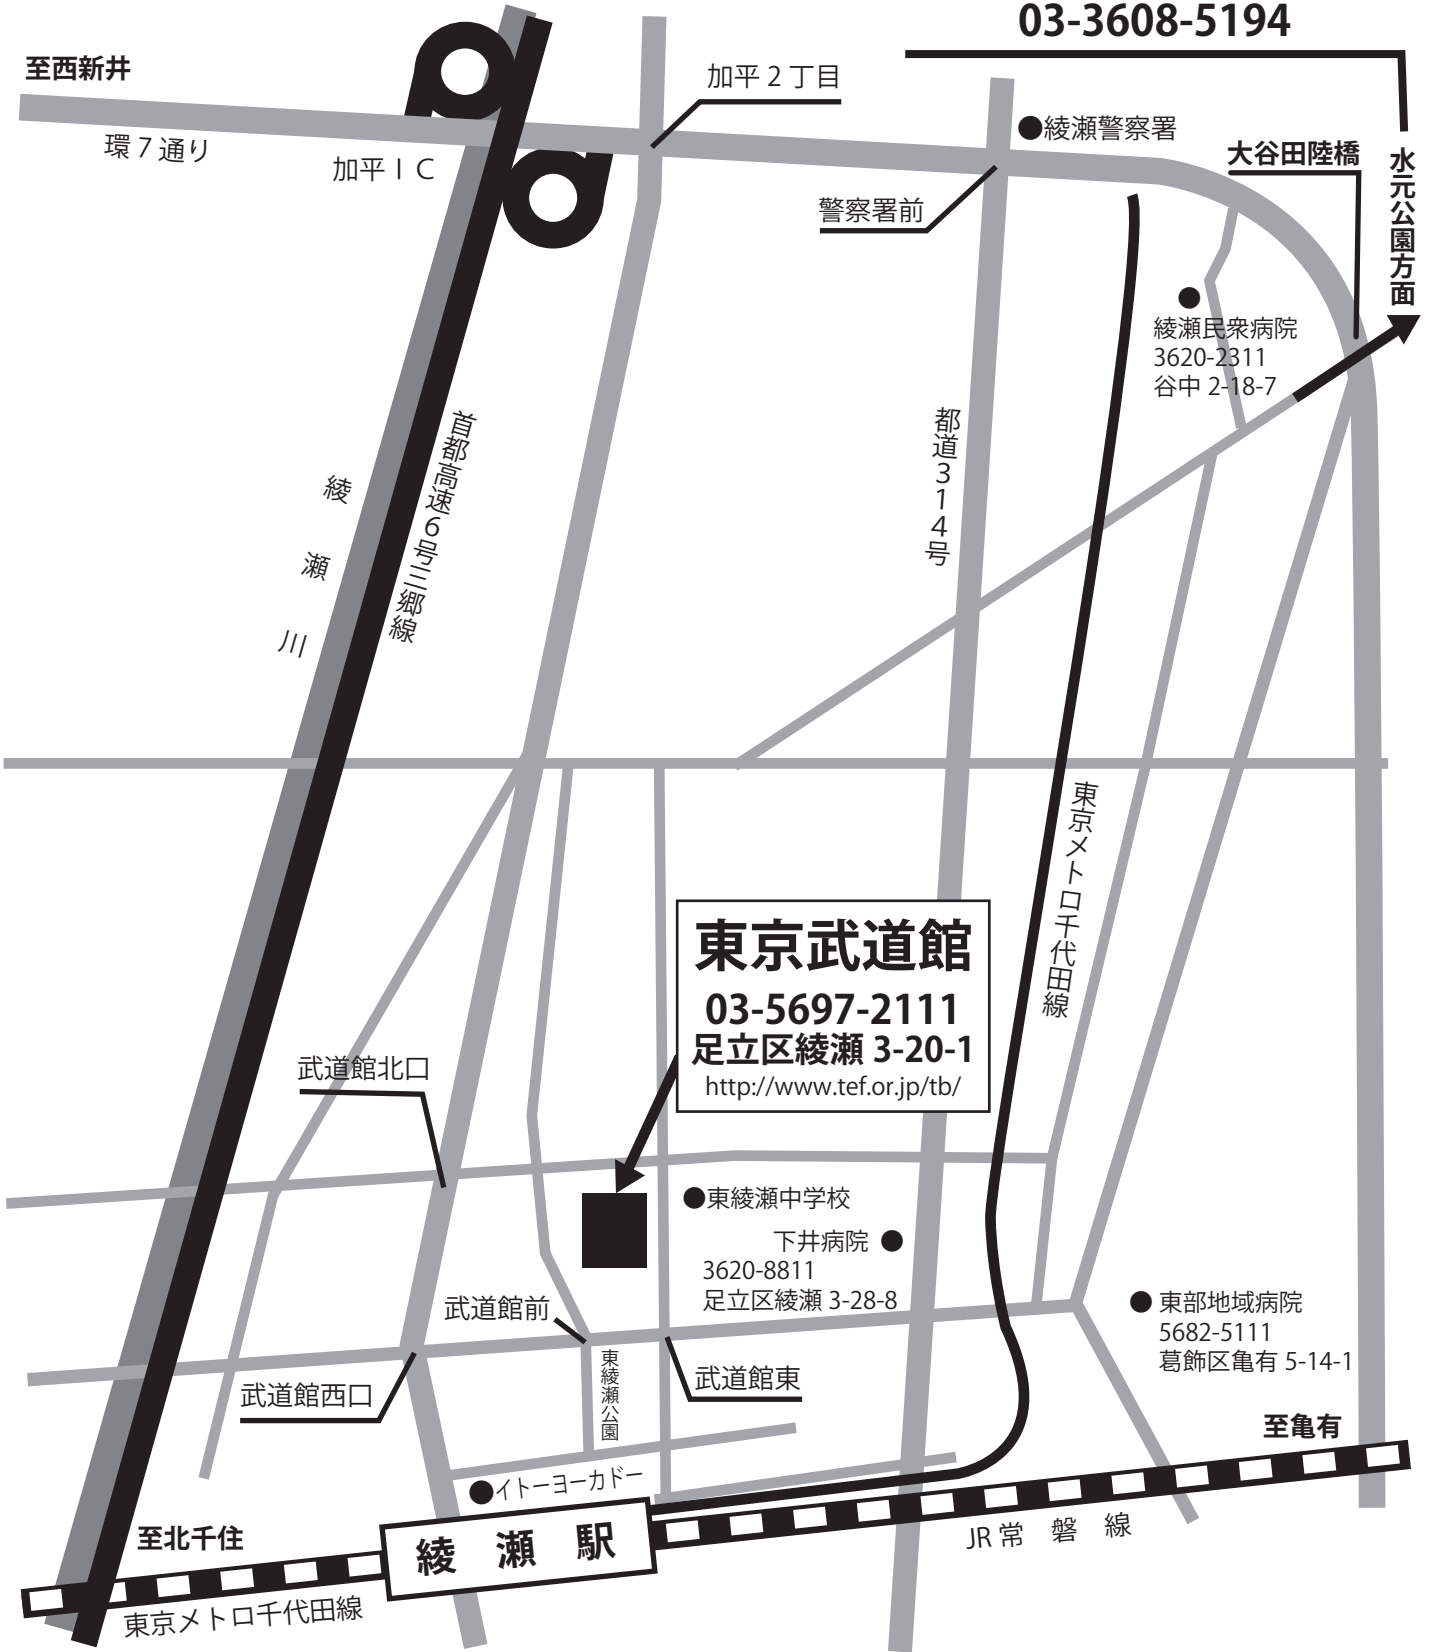 03-3608-5194
至西新井
加平 2 丁目
環 7 通り
加平ＩＣ
●綾瀬警察署
大谷田陸橋
水元公園方面
警察署前
綾瀬民衆病院
3620-2311
谷中 2-18-7
首都高速6号三郷線
都道314号
綾瀬川
東京メトロ千代田線
東京武道館
03-5697-2111
足立区綾瀬 3-20-1
http://www.tef.or.jp/tb/
武道館北口
●東綾瀬中学校
下井病院 ●
3620-8811
足立区綾瀬 3-28-8
武道館前
● 東部地域病院
5682-5111
葛飾区亀有 5-14-1
東綾瀬公園
武道館東
武道館西口
至亀有
●イトーヨーカドー
至北千住
綾 瀬 駅
JR 常 磐 線
東京メトロ千代田線